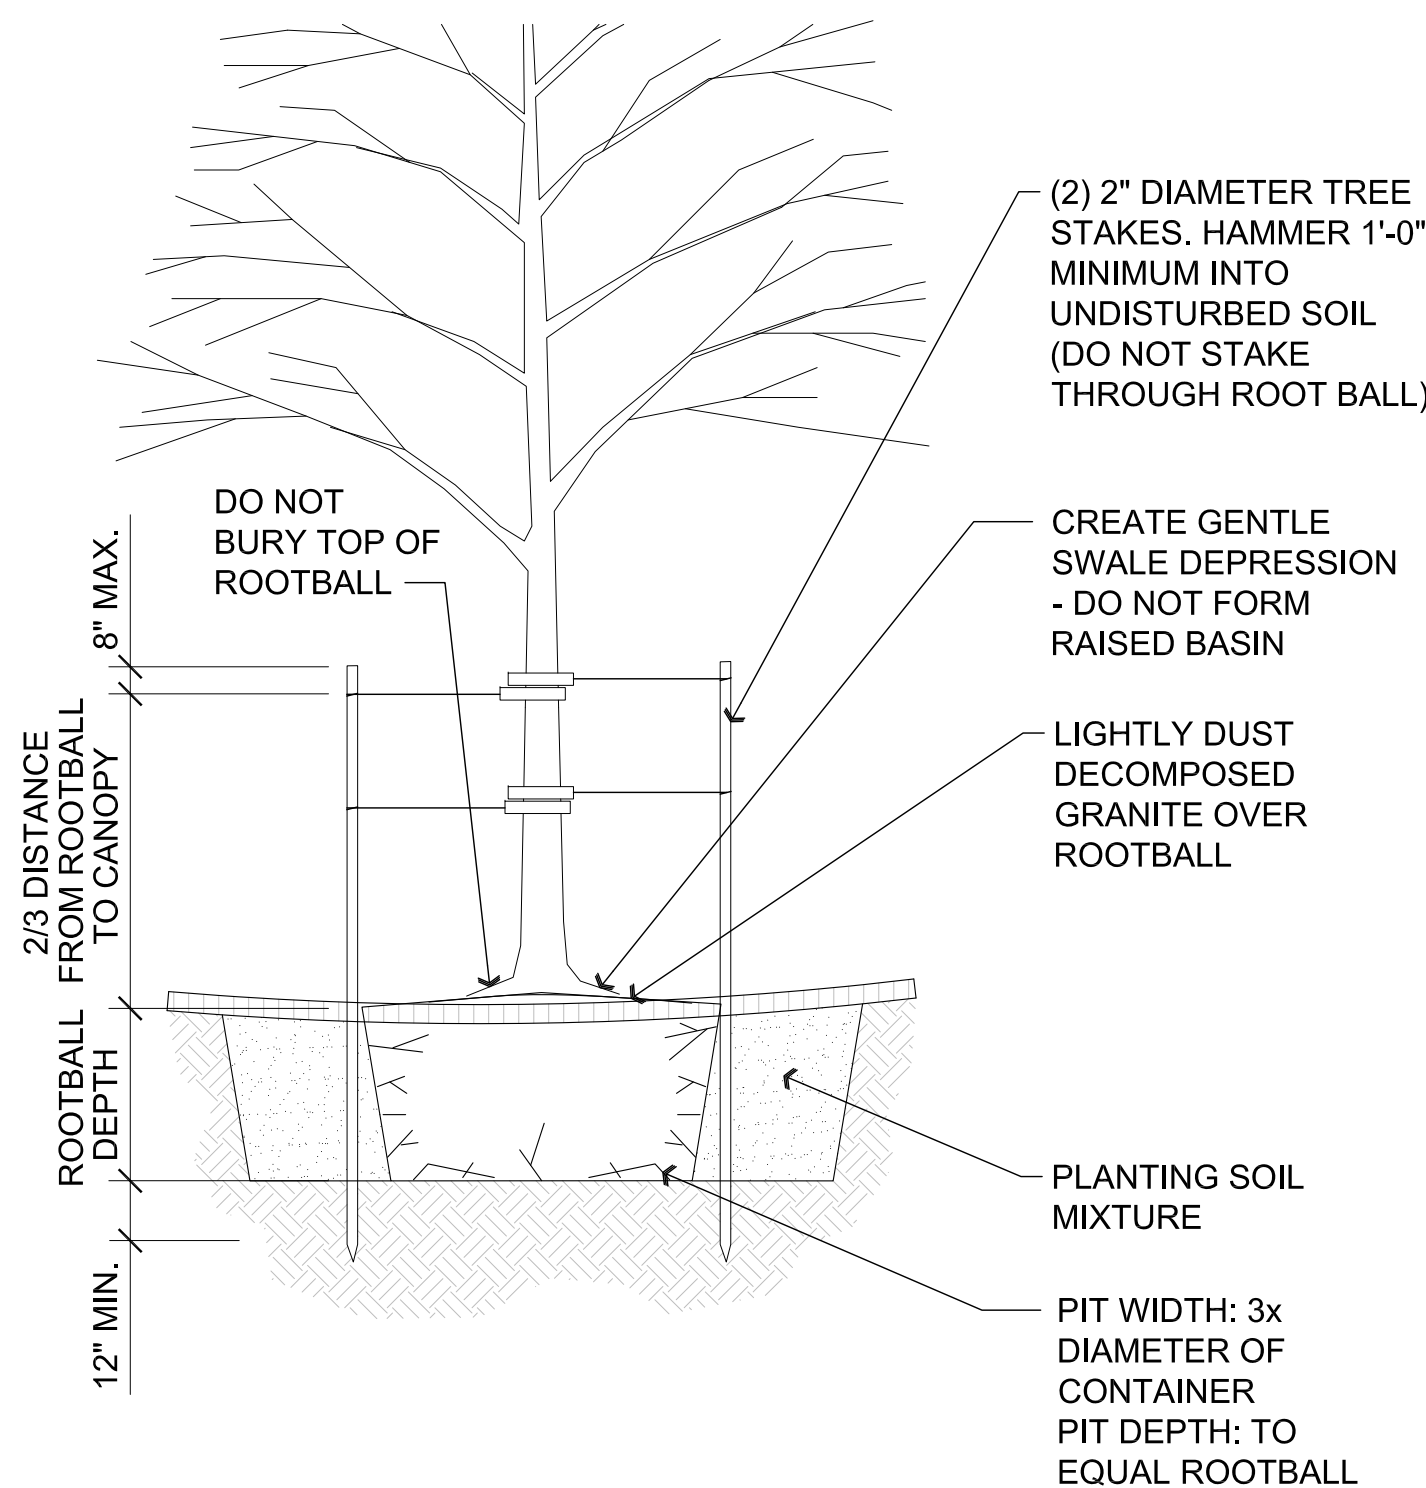 (2) 2" DIAMETER TREE
STAKES. HAMMER 1'-0"
MINIMUM INTO
UNDISTURBED SOIL
(DO NOT STAKE
THROUGH ROOT BALL)
DO NOT
BURY TOP OF
ROOTBALL
CREATE GENTLE
SWALE DEPRESSION
- DO NOT FORM
RAISED BASIN
LIGHTLY DUST
DECOMPOSED
GRANITE OVER
ROOTBALL
8" MAX.
2/3 DISTANCE
FROM ROOTBALL
TO CANOPY
ROOTBALL
DEPTH
12" MIN.
PLANTING SOIL
MIXTURE
PIT WIDTH: 3x
DIAMETER OF
CONTAINER
PIT DEPTH: TO
EQUAL ROOTBALL